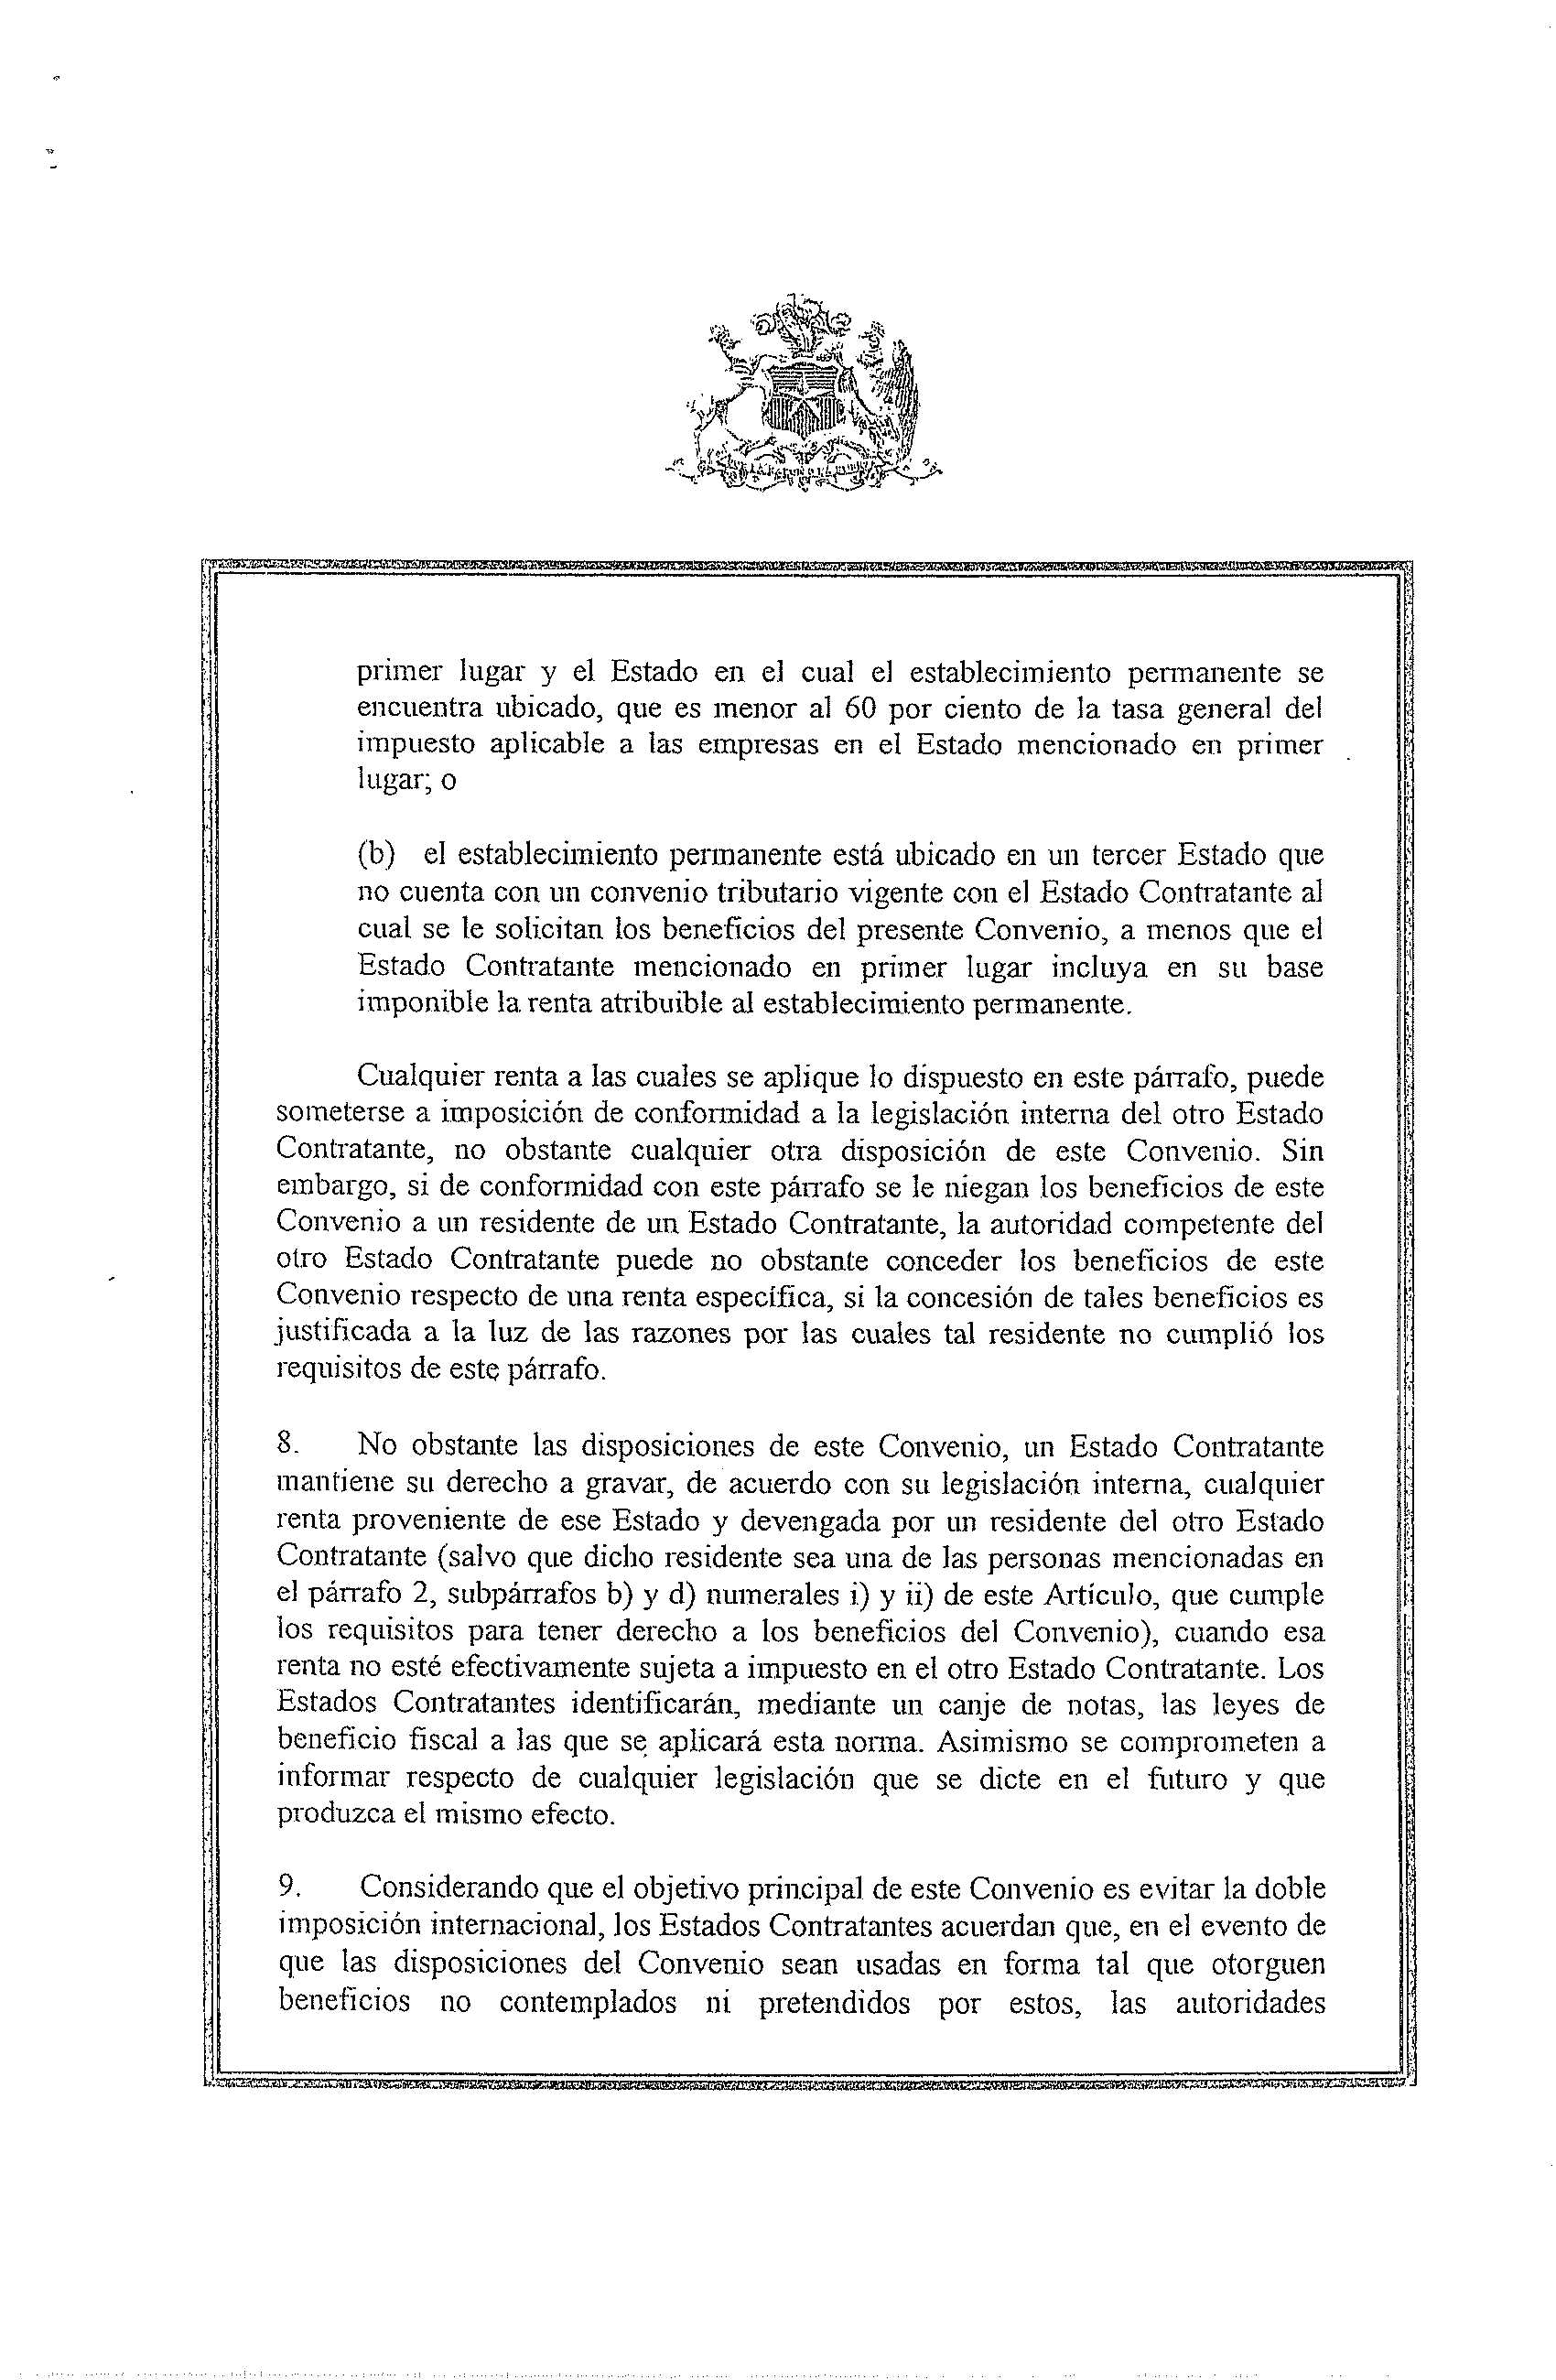 primer lugar y el Estado en el cual el establecimiento permanente se
encuentra ubicado, que es menor al 60 por ciento de la tasa general del
impuesto aplicable a las empresas en el Estado mencionado en primer
lugar; o
(b) el establecimiento permanente está ubicado en un tercer Estado que
no cuenta con un convenio tributario vigente con el Estado Contratante al
cual se le solicitan los beneficios del presente Convenio, a menos que el
Estado Contratante mencionado en primer lugar incluya en su base
imponible la renta atribuible al establecimiento permanente.
Cualquier renta a las cuales se aplique lo dispuesto en este párrafo, puede
someterse a imposición de conformidad a la legislación interna del otro Estado
Contratante, no obstante cualquier otra disposición de este Convenio. Sin
embargo, si de conformidad con este párrafo se le niegan los beneficios de este
Convenio a un residente de un Estado Contratante, la autoridad competente del
otro Estado Contratante puede no obstante conceder los beneficios de este
Convenio respecto de una renta específica, si la concesión de tales beneficios es
justificada a la luz de las razones por las cuales tal residente no cumplió los
requisitos de este párrafo.
8. No obstante las disposiciones de este Convenio, un Estado Contratante
mantiene su derecho a gravar, de acuerdo con su legislación interna, cualquier
renta proveniente de ese Estado y devengada por un residente del otro Estado
Contratante (salvo que dicho residente sea una de las personas mencionadas en
el párrafo 2, subpárrafos b) y d) numerales i) y ii) de este Artículo, que cumple
los requisitos para tener derecho a los beneficios del Convenio), cuando esa
renta no esté efectivamente sujeta a impuesto en el otro Estado Contratante. Los
Estados Contratantes identificarán, mediante un canje de notas, las leyes de
beneficio fiscal a las que se aplicará esta norma. Asimismo se comprometen a
informar respecto de cualquier legislación que se dicte en el futuro y que
produzca el mismo efecto.
9. Considerando que el objetivo principal de este Convenio es evitar la doble
imposición internacional, los Estados Contratantes acuerdan que, en el evento de
que las disposiciones del Convenio sean usadas en forma tal que otorguen
beneficios no contemplados ni pretendidos por estos, las autoridades